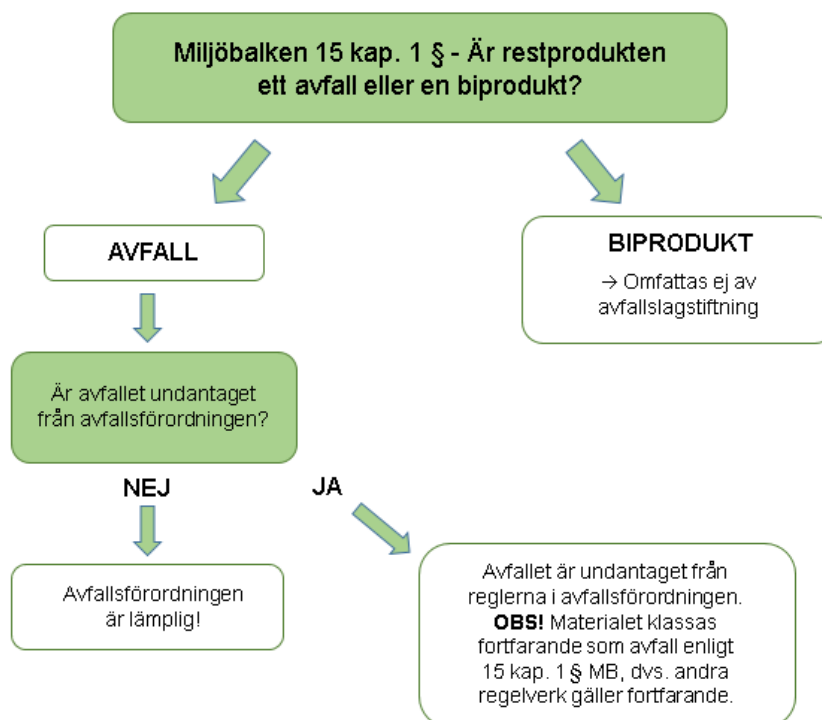 Miljöbalken 15 kap. 1 § - Är restprodukten
ett avfall eller en biprodukt?
AVFALL
BIPRODUKT
→ Omfattas ej av
avfallslagstiftning
Är avfallet undantaget
från avfallsförordningen?
NEJ
JA
Avfallsförordningen
är lämplig!
Avfallet är undantaget från
reglerna i avfallsförordningen.
OBS! Materialet klassas
fortfarande som avfall enligt
15 kap. 1 § MB, dvs. andra
regelverk gäller fortfarande.